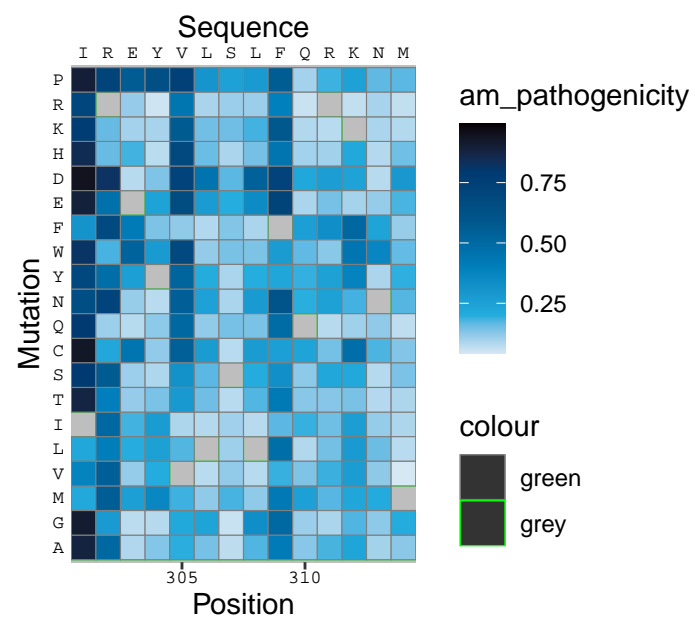 Sequence
I R E Y V L S L F Q R K N M
P
R
K
H
D
E
F
W
Y
N
Q
C
S
T
I
L
V
M
G
A
Mutation
305 310
Position
am_pathogenicity
0.75
0.50
0.25
colour
green
grey